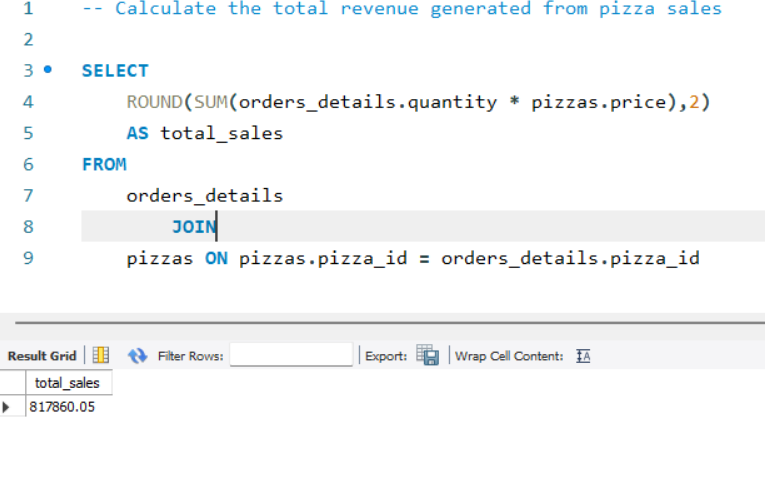 1 -- Calculate the total revenue generated from pizza sales
2
3 SELECT
4 ROUND(SUM(orders_details.quantity * pizzas.price),2)
5 AS total_sales
6 FROM
7 orders_details
8 JOIN
9 pizzas ON pizzas.pizza_id = orders_details.pizza_id
Result Grid Filter Rows: Export: Wrap Cell Content: IA
total_sales
817860.05